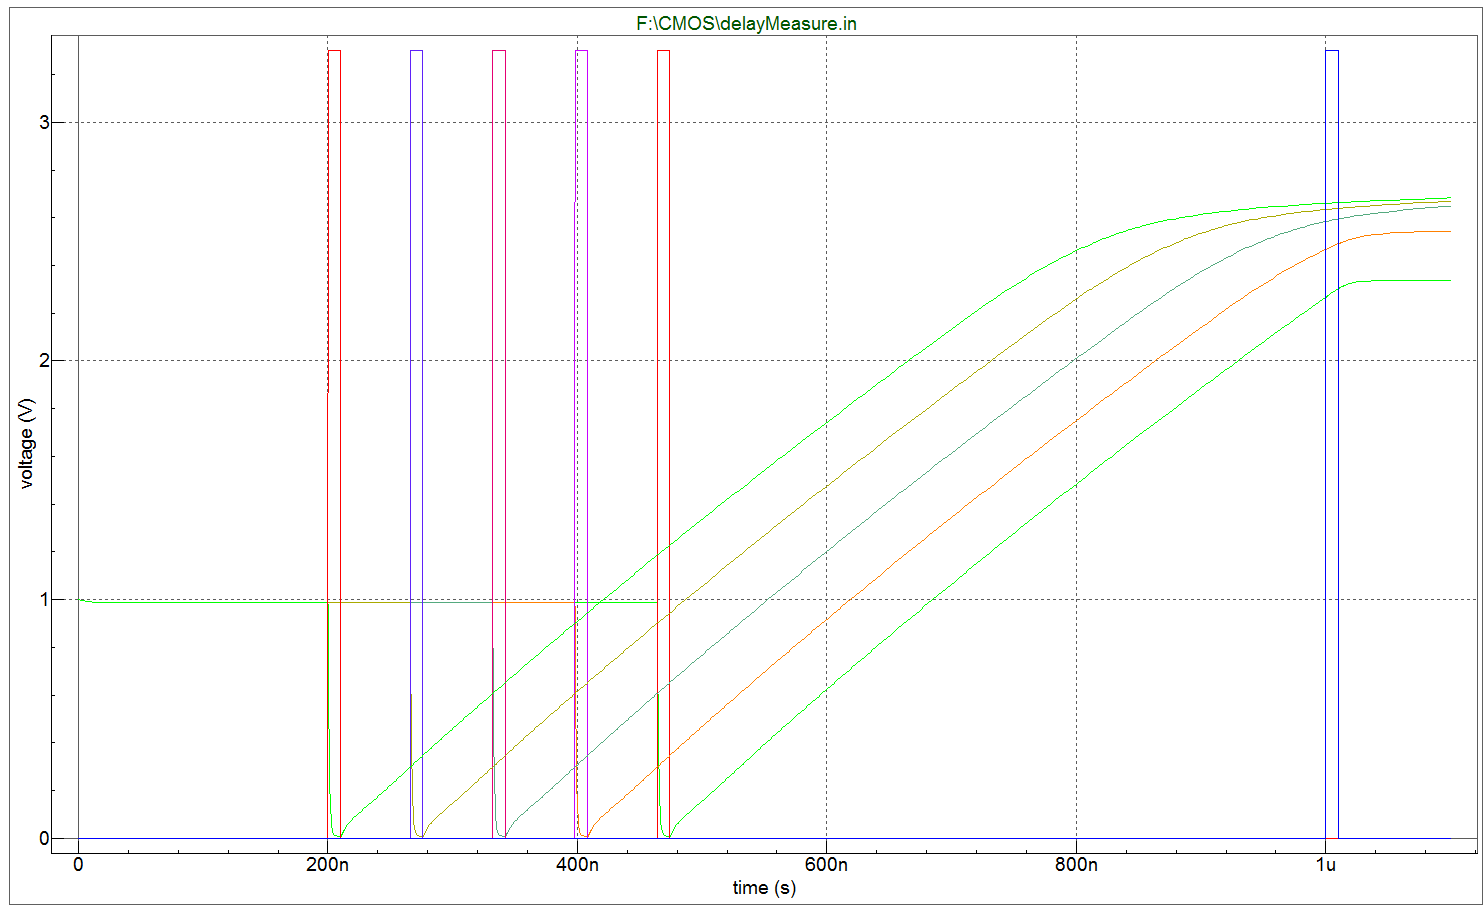 F:\CMOS\delayMeasure.in
3
2
1
0
voltage (V)
0 200n 400n 600n 800n 1u
time (s)